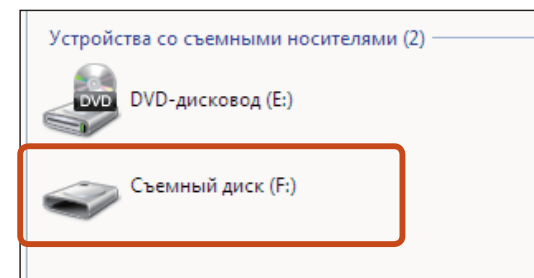 Устройства со съемными носителями (2)
DVD
DVD-дисковод (E:)
Съемный диск (F:)